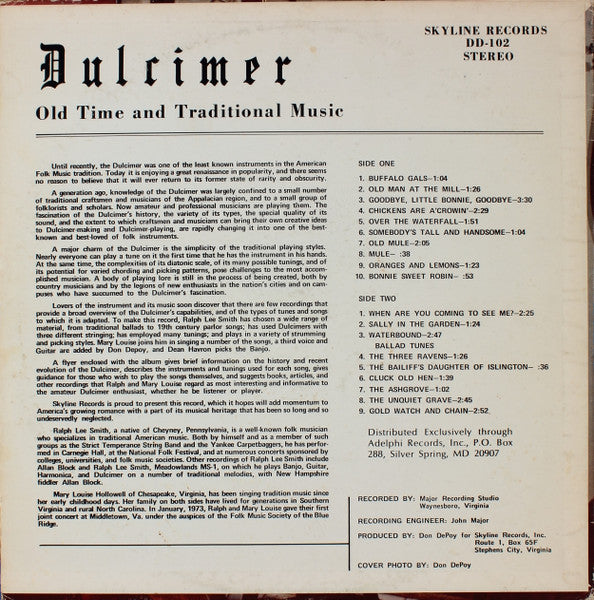 SKYLINE RECORDS
DD-102
STEREO
Dulcimer
Old Time and Traditional Music
Until recently, the Dulcimer was one of the least known instruments in the American
Folk Music tradition. Today it is enjoying a great renaissance in popularity, and there seems
no reason to believe that it will ever return to its former state of rarity and obscurity.
A generation ago, knowledge of the Dulcimer was largely confined to a small number
of traditional craftsmen and musicians of the Appalacian region, and to a small group of
folklorists and scholars. Now amateur and professional musicians are playing them. The
fascination of the Dulcimer's history, the variety of its types, the special quality of its
sound, and the extent to which craftsmen and musicians can bring their own creative ideas
to Dulcimer-making and Dulcimer-playing, are rapidly changing it into one of the best-
known and best-loved of folk instruments.
A major charm of the Dulcimer is the simplicity of the traditional playing styles.
Nearly everyone can play a tune on it the first time that he has the instrument in his hands.
At the same time, the complexities of its diatonic scale, of its many possible tunings, and of
its potential for varied chording and picking patterns, pose challenges to the most accom-
plished musician. A body of playing lore is still in the process of being created, both by
country musicians and by the legions of new enthusiasts in the nation's cities and on cam-
puses who have succumed to the Dulcimer's fascination.
Lovers of the instrument and its music soon discover that there are few recordings that
provide a broad overview of the Dulcimer's capabilities, and of the types of tunes and songs
to which it is adapted. To make this record, Ralph Lee Smith has chosen a wide range of
material, from traditional ballads to 19th century parlor songs; has used Dulcimers with
three different stringing; has employed many tunings; and plays in a variety of strumming
and picking styles. Mary Louise joins him in singing a number of the songs, a third voice and
Guitar are added by Don Depoy, and Dean Havron picks the Banjo.
A flyer enclosed with the album gives brief information on the history and recent
evolution of the Dulcimer, describes the instruments and tunings used for each song, gives
guidance for those who wish to play the songs themselves, and suggests books, articles, and
other recordings that Ralph and Mary Louise regard as most interesting and informative to
the amateur Dulcimer enthusiast, whether he be listener or player.
Skyline Records is proud to present this record, which it hopes will add momentum to
America's growing romance with a part of its musical heritage that has been so long and so
undeservedly neglected.
Ralph Lee Smith, a native of Cheyney, Pennsylvania, is a well-known folk musician
who specializes in traditional American music. Both by himself and as a member of such
groups as the Strict Temperance String Band and the Yankee Carpetbaggers, he has perfor-
med in Carnegie Hall, at the National Folk Festival, and at numerous concerts sponsored by
colleges, universities, and folk music societies. Other recordings of Ralph Lee Smith include
Allan Block and Ralph Lee Smith, Meadowlands MS-1, on which he plays Banjo, Guitar,
Harmonica, and Dulcimer on a number of traditional melodies, with New Hampshire
fiddler Allan Block.
Mary Louise Hollowell of Chesapeake, Virginia, has been singing tradition music since
her early childhood days. Her family on both sides have lived for generations in Southern
Virginia and rural North Carolina. In January, 1973, Ralph and Mary Louise gave their first
joint concert at Middletown, Va. under the auspices of the Folk Music Society of the Blue
Ridge.
SIDE ONE
1. BUFFALO GALS—1:04
2. OLD MAN AT THE MILL—1:26
3. GOODBYE, LITTLE BONNIE, GOODBYE—3:30
4. CHICKENS ARE A'CROWIN'—2:29
5. OVER THE WATERFALL—1:51
6. SOMEBODY'S TALL AND HANDSOME—1:04
7. OLD MULE—2:05
8. MULE— :38
9. ORANGES AND LEMONS—1:23
10. BONNIE SWEET ROBIN— :53
SIDE TWO
1. WHEN ARE YOU COMING TO SEE ME?—2:25
2. SALLY IN THE GARDEN—1:24
3. WATERBOUND—2:47
BALLAD TUNES
4. THE THREE RAVENS—1:26
5. THE BAILIFF'S DAUGHTER OF ISLINGTON— :36
6. CLUCK OLD HEN—1:39
7. THE ASHGROVE—1:02
8. THE UNQUIET GRAVE—2:45
9. GOLD WATCH AND CHAIN—2:52
Distributed Exclusively through
Adelphi Records, Inc., P.O. Box
288, Silver Spring, MD 20907
RECORDED BY: Major Recording Studio
Waynesboro, Virginia
RECORDING ENGINEER: John Major
PRODUCED BY: Don DePoy for Skyline Records, Inc.
Route 1, Box 65F
Stephens City, Virginia
COVER PHOTO BY: Don DePoy